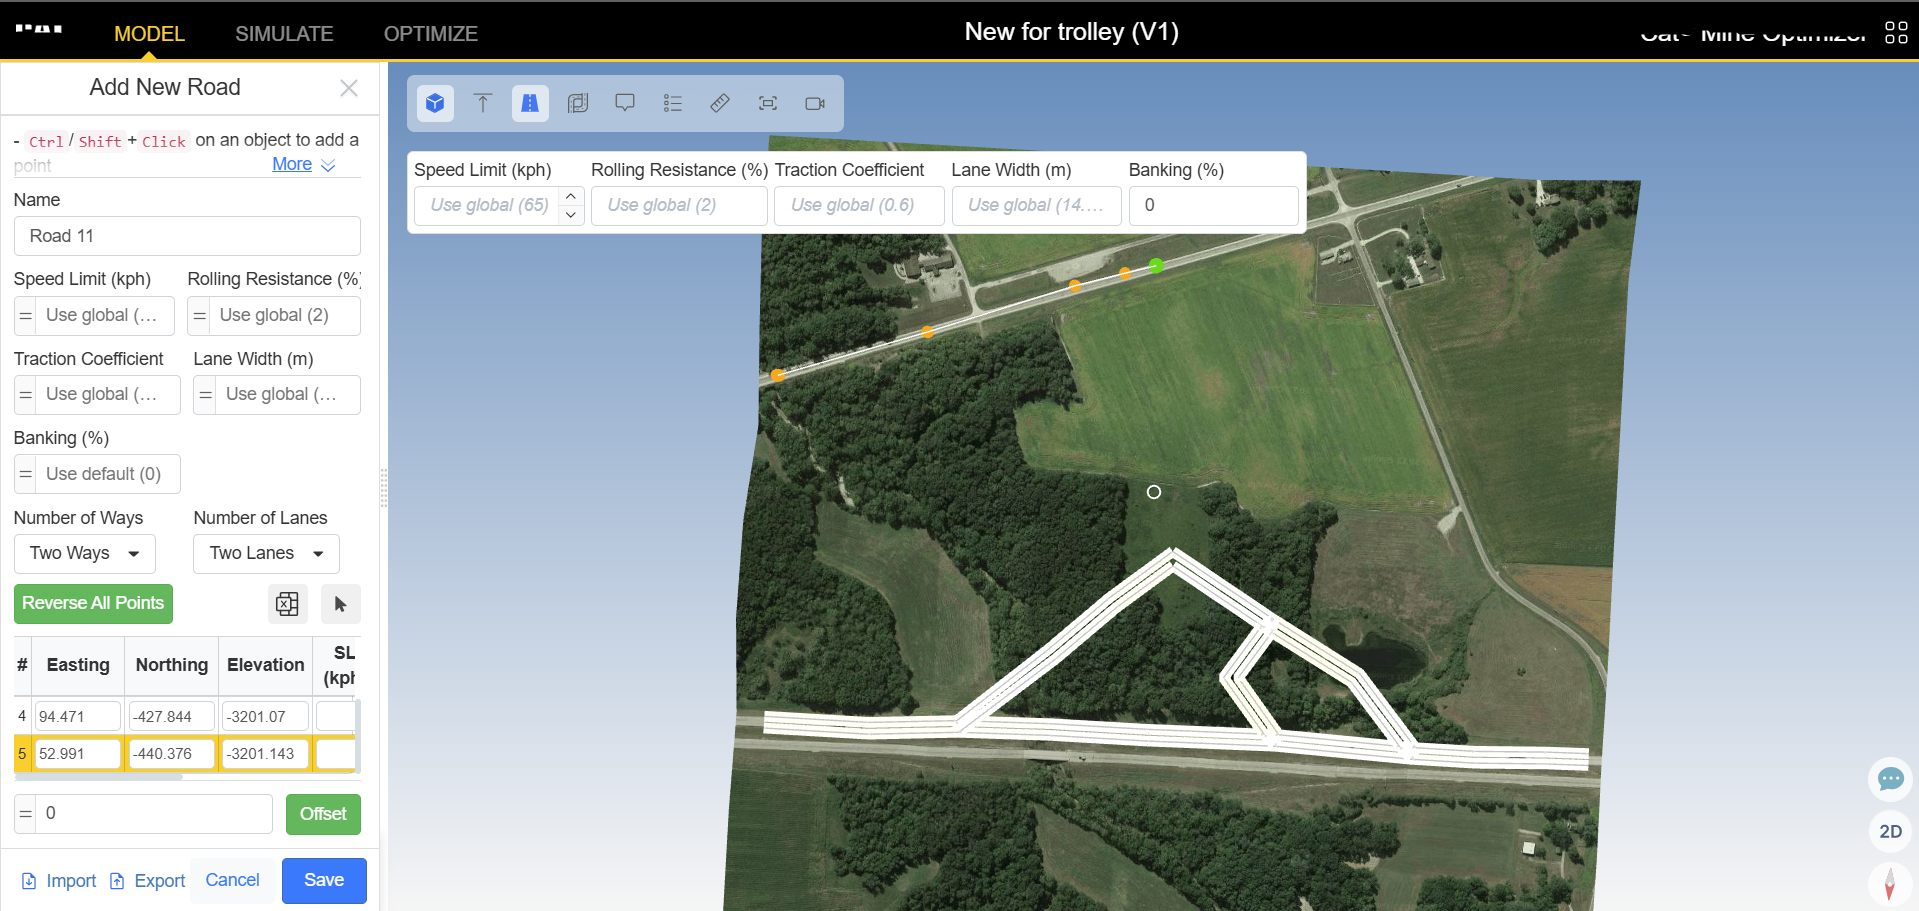 MODEL
SIMULATE
OPTIMIZE
New for trolley (V1)
Add New Road
- Ctrl / Shift + Click on an object to add a
point
More
Name
Road 11
Speed Limit (kph)
Rolling Resistance (%)
Use global (...
Use global (2)
Traction Coefficient
Lane Width (m)
Use global (...
Use global (...
Banking (%)
Use default (0)
Number of Ways
Number of Lanes
Two Ways
Two Lanes
Reverse All Points
# Easting Northing Elevation SL
(kph
4 94.471 -427.844 -3201.07
5 52.991 -440.376 -3201.143
= 0
Offset
Import
Export
Cancel
Save
Speed Limit (kph)
Rolling Resistance (%)
Traction Coefficient
Lane Width (m)
Banking (%)
Use global (65)
Use global (2)
Use global (0.6)
Use global (14....
0
2D